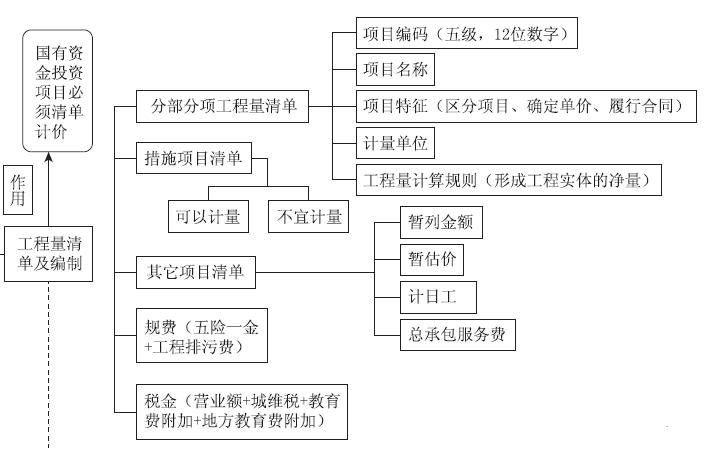 国有资
金投资
项目必
须清单
计价
作
用
工程量清
单及编制
分部分项工程量清单
项目编码（五级，12位数字）
项目名称
项目特征（区分项目、确定单价、履行合同）
计量单位
工程量计算规则（形成工程实体的净量）
措施项目清单
可以计量
不宜计量
其它项目清单
暂列金额
暂估价
计日工
总承包服务费
规费（五险一金
+工程排污费）
税金（营业额+城维税+教育
费附加+地方教育费附加）